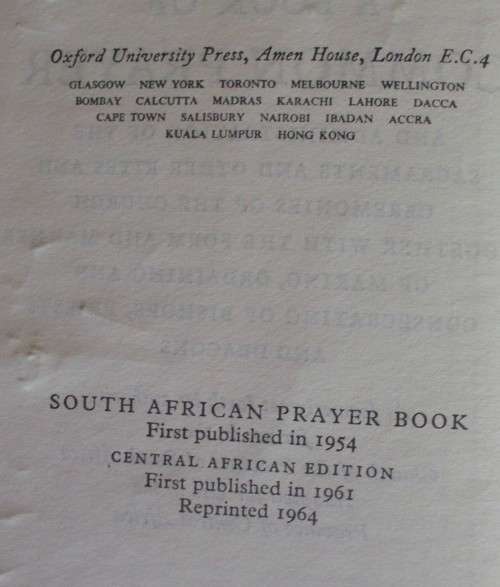 Oxford University Press, Amen House, London E.C.4
GLASGOW NEW YORK TORONTO MELBOURNE WELLINGTON
BOMBAY CALCUTTA MADRAS KARACHI LAHORE DACCA
CAPE TOWN SALISBURY NAIROBI IBADAN ACCRA
KUALA LUMPUR HONG KONG
SOUTH AFRICAN PRAYER BOOK
First published in 1954
CENTRAL AFRICAN EDITION
First published in 1961
Reprinted 1964